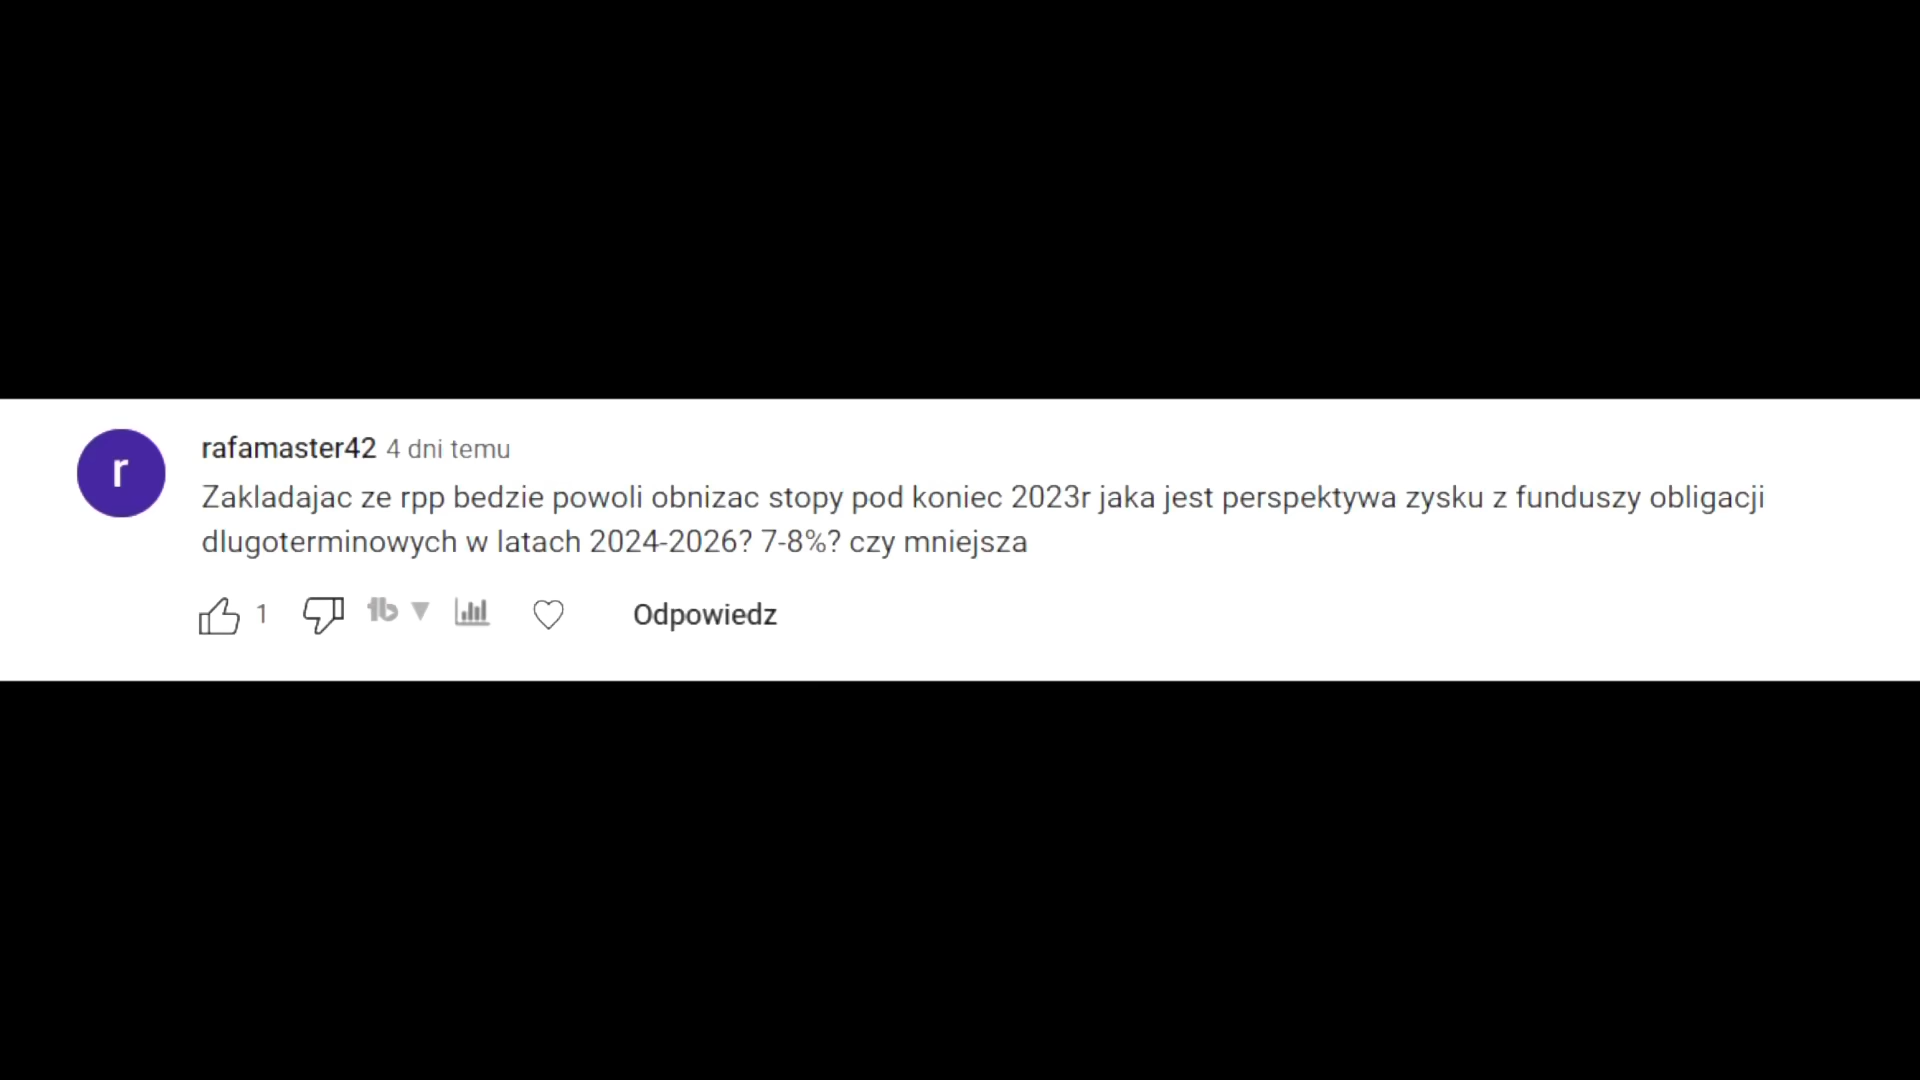 r
rafamaster42 4 dni temu
Zakladajac ze rpp bedzie powoli obnizac stopy pod koniec 2023r jaka jest perspektywa zysku z funduszy obligacji
dlugoterminowych w latach 2024-2026? 7-8%? czy mniejsza
1 Odpowiedz